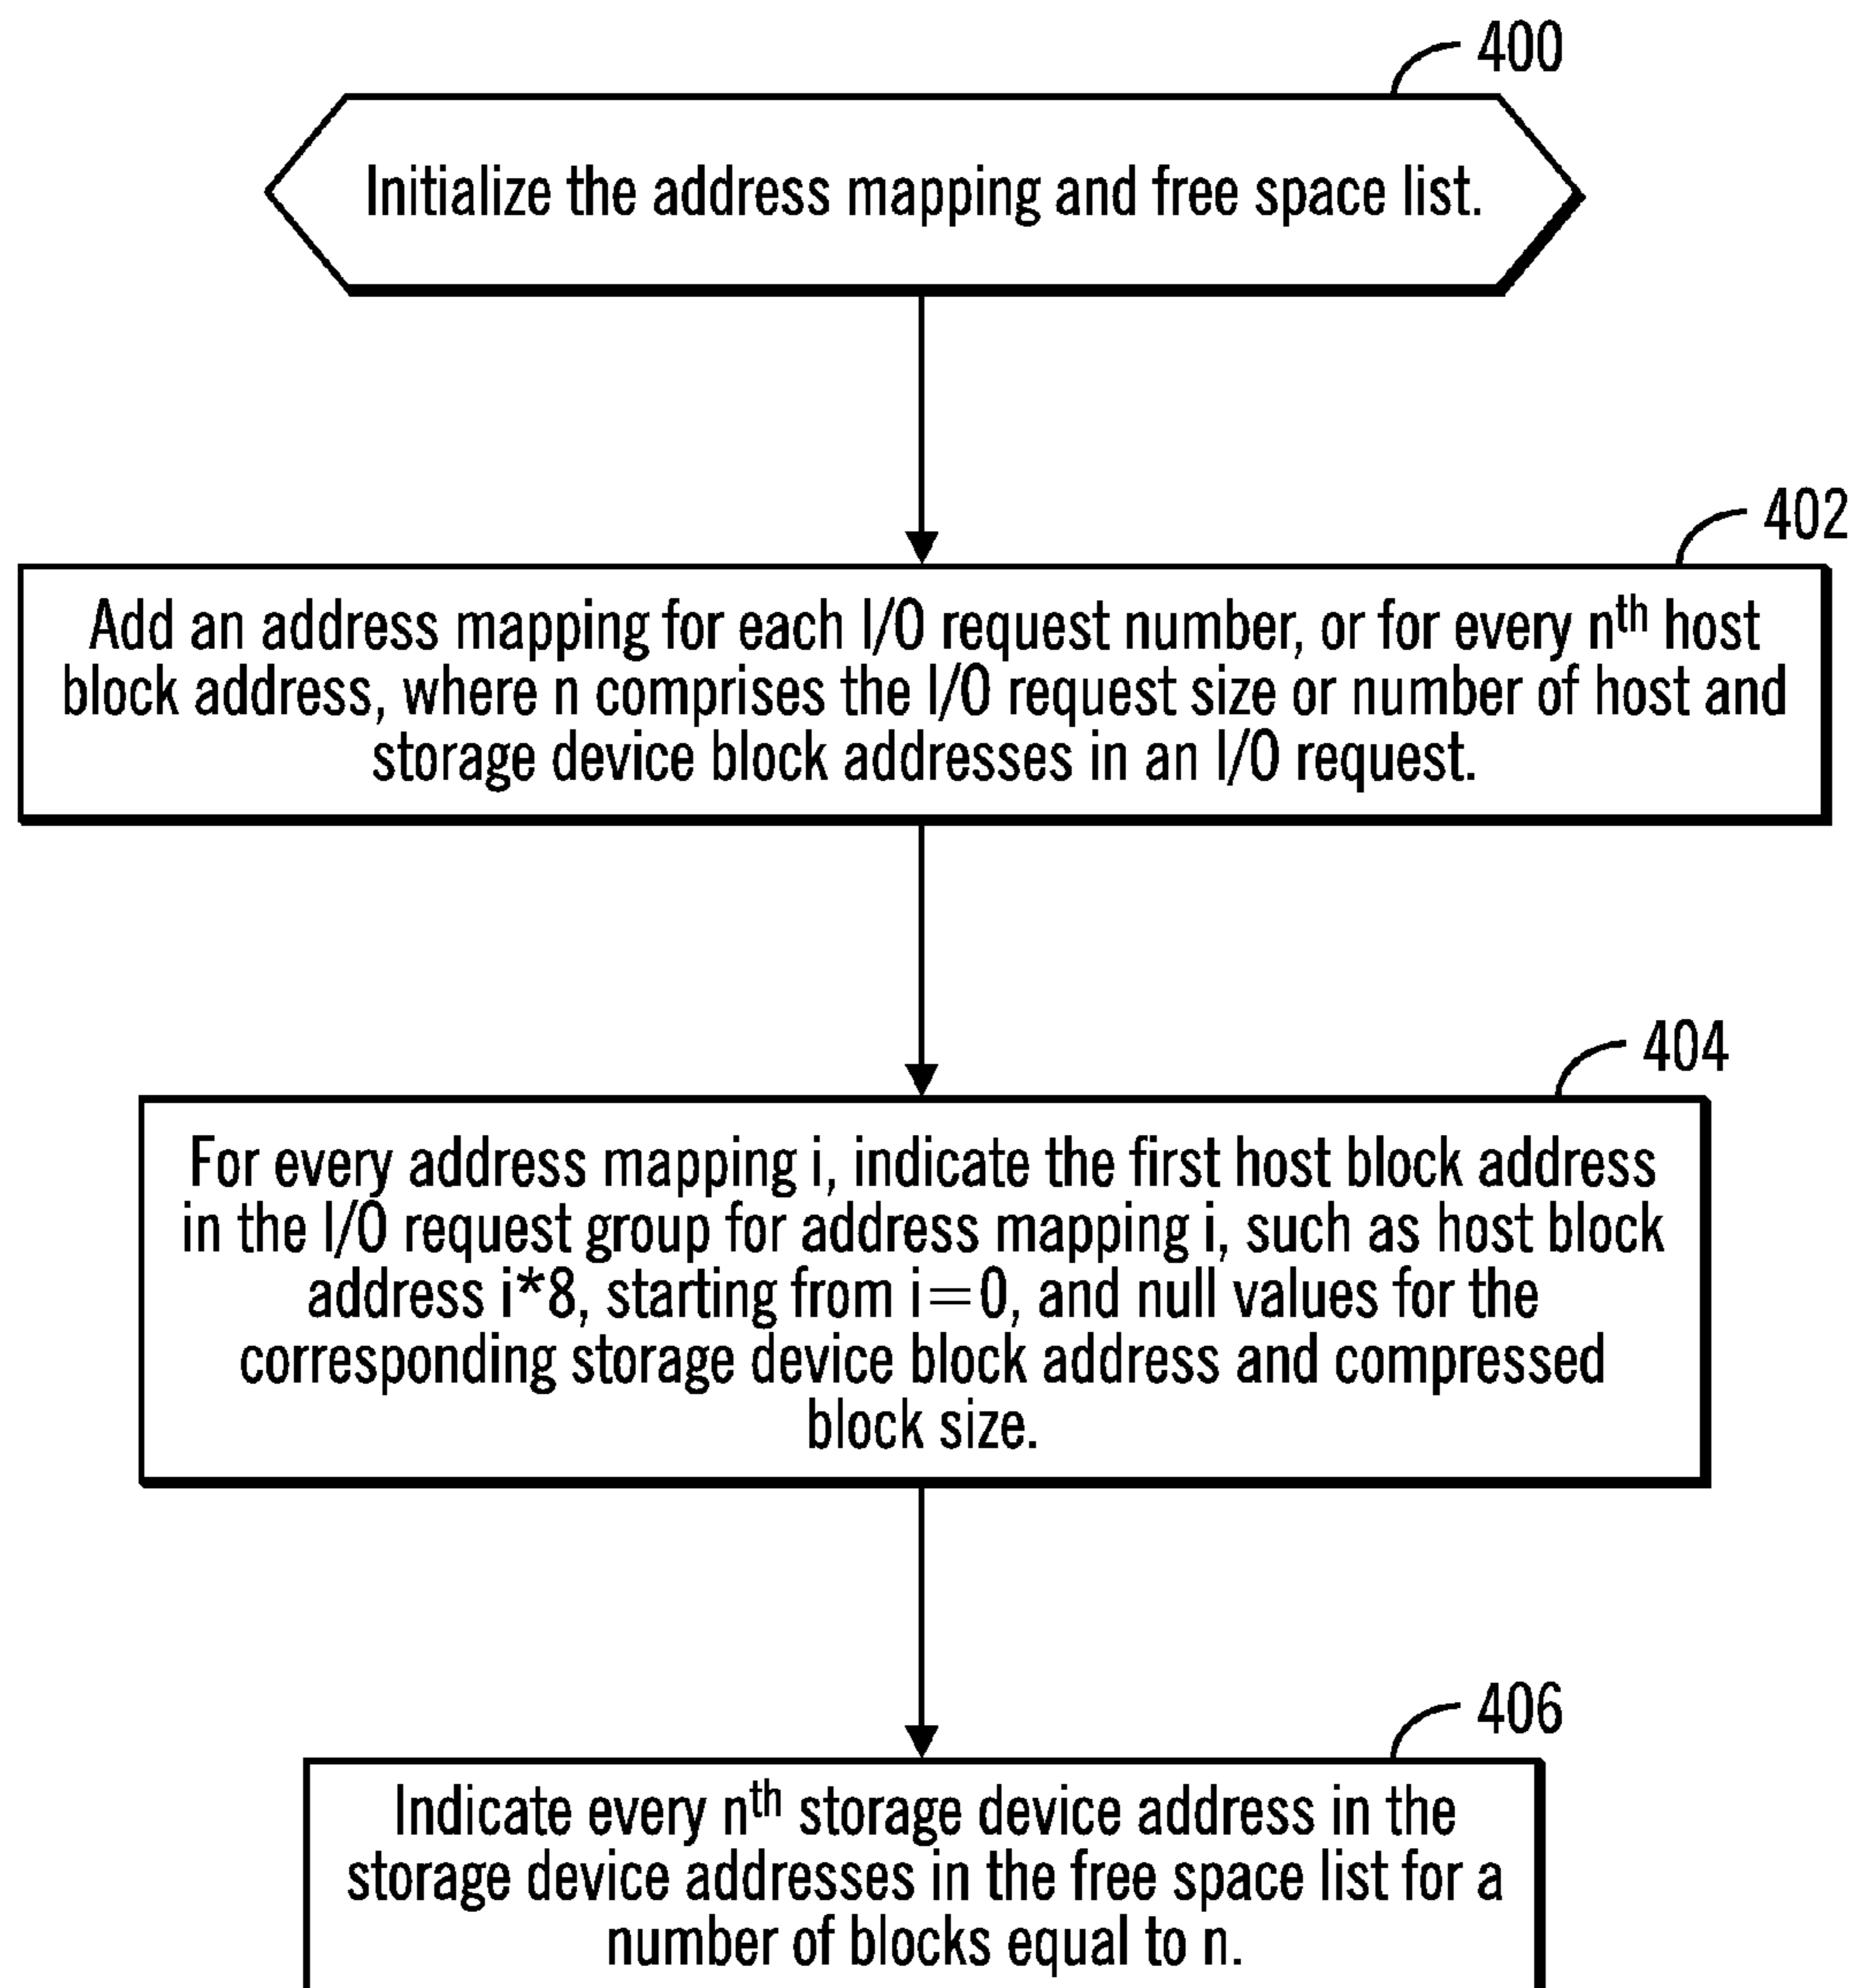 400
Initialize the address mapping and free space list.
402
Add an address mapping for each I/O request number, or for every nth host
block address, where n comprises the I/O request size or number of host and
storage device block addresses in an I/O request.
404
For every address mapping i, indicate the first host block address
in the I/O request group for address mapping i, such as host block
address i*8, starting from i=0, and null values for the
corresponding storage device block address and compressed
block size.
406
Indicate every nth storage device address in the
storage device addresses in the free space list for a
number of blocks equal to n.